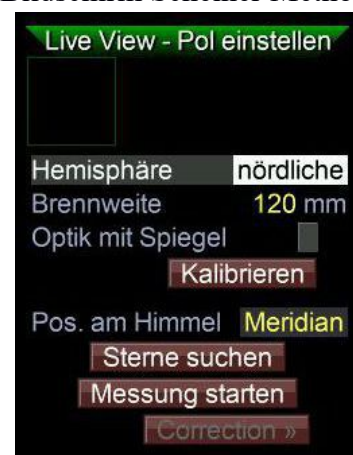 Live View - Pol einstellen
Hemisphäre nördliche
Brennweite 120 mm
Optik mit Spiegel
Kalibrieren
Pos. am Himmel Meridian
Sterne suchen
Messung starten
Correction »